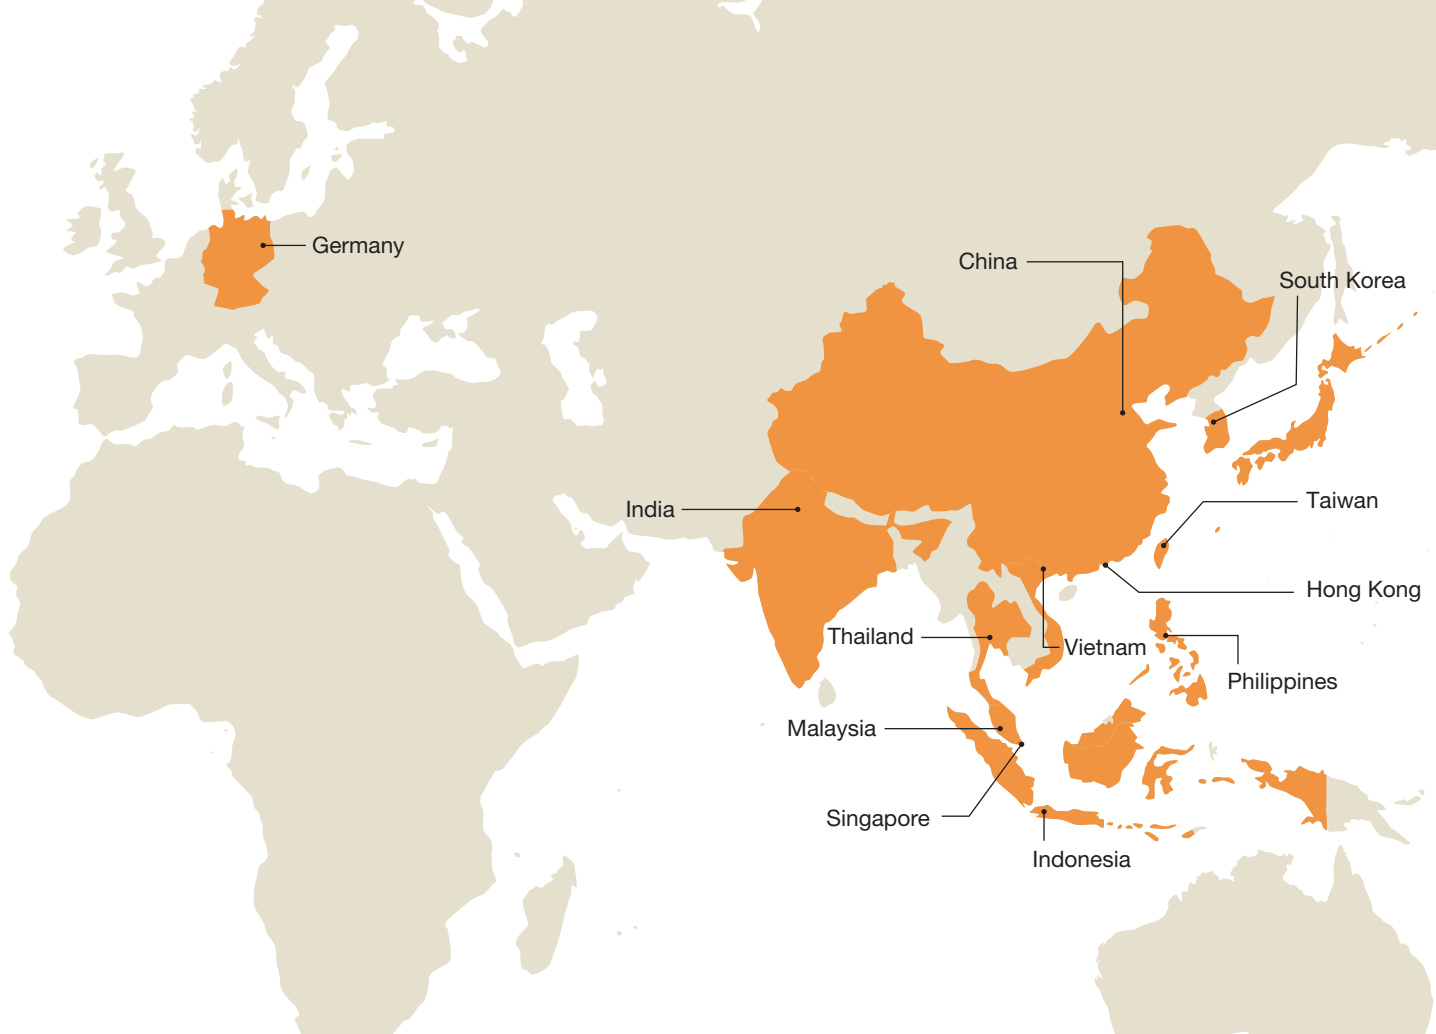 Germany
China
South Korea
India
Taiwan
Hong Kong
Thailand
Vietnam
Philippines
Malaysia
Singapore
Indonesia